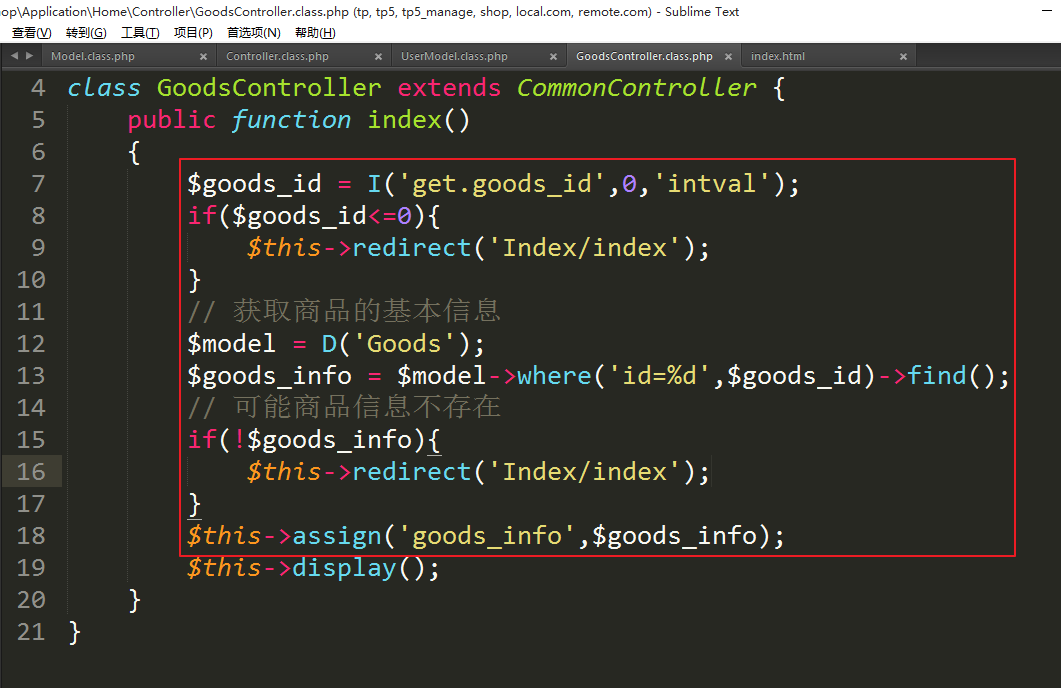 op\Application\Home\Controller\GoodsController.class.php (tp, tp5, tp5_manage, shop, local.com, remote.com) - Sublime Text
查看(V) 转到(G) 工具(T) 项目(P) 首选项(N) 帮助(H)
Model.class.php × Controller.class.php × UserModel.class.php × GoodsController.class.php × index.html ×
4 class GoodsController extends CommonController {
5 public function index()
6 {
7 $goods_id = I('get.goods_id',0,'intval');
8 if($goods_id<=0){
9 $this->redirect('Index/index');
10 }
11 // 获取商品的基本信息
12 $model = D('Goods');
13 $goods_info = $model->where('id=%d',$goods_id)->find();
14 // 可能商品信息不存在
15 if(!$goods_info){
16 $this->redirect('Index/index');
17 }
18 $this->assign('goods_info',$goods_info);
19 $this->display();
20 }
21 }